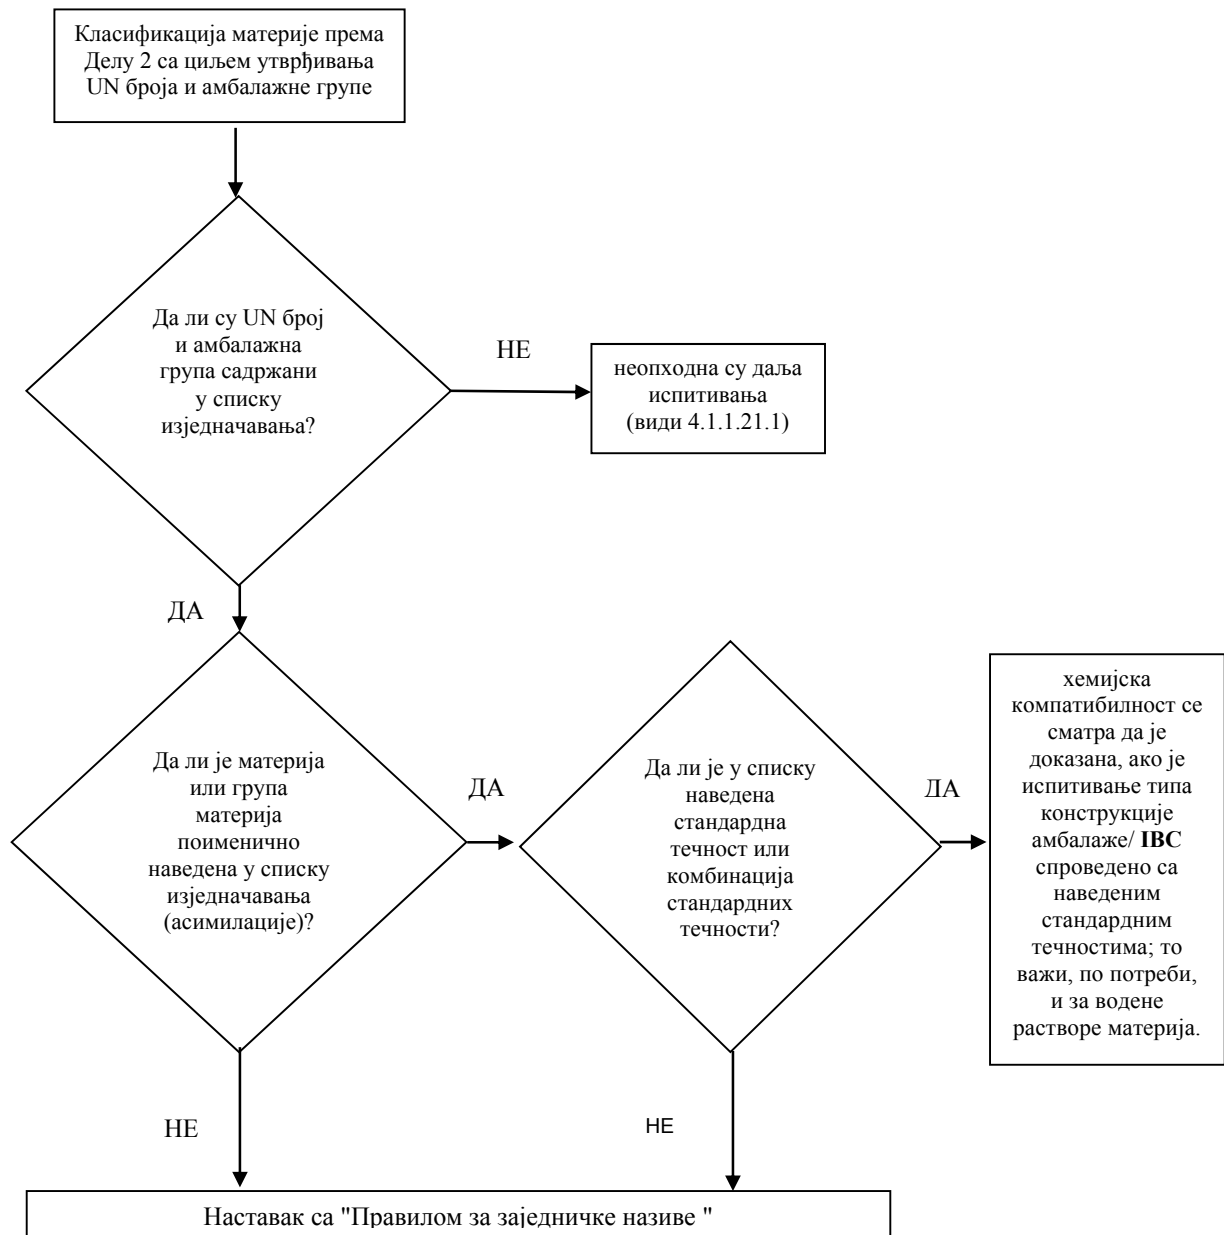 Класификација материје према
Делу 2 са циљем утврђивања
UN броја и амбалажне групе
Да ли су UN број
и амбалажна
група садржани
у списку
изједначавања?
НЕ
неопходна су даља
испитивања
(види 4.1.1.21.1)
ДА
Да ли је материја
или група
материја
поименично
наведена у списку
изједначавања
(асимилације)?
ДА
Да ли је у списку
наведена
стандардна
течност или
комбинација
стандардних
течности?
ДА
хемијска
компатибилност се
сматра да је
доказана, ако је
испитивање типа
конструкције
амбалаже/ IBC
спроведено са
наведеним
стандардним
течностима; то
важи, по потреби,
и за водене
растворе материја.
НЕ
НЕ
Наставак са "Правилом за заједничке називе "